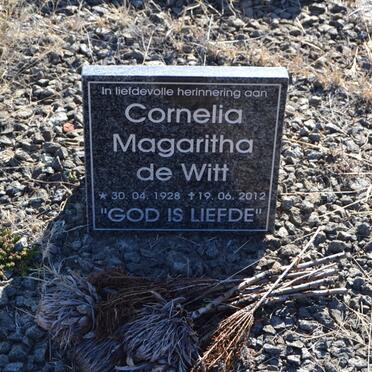 In liefdevolle herinnering aan
Cornelia
Magaritha
de Witt
* 30. 04. 1928 ✝ 19. 06. 2012
"GOD IS LIEFDE"